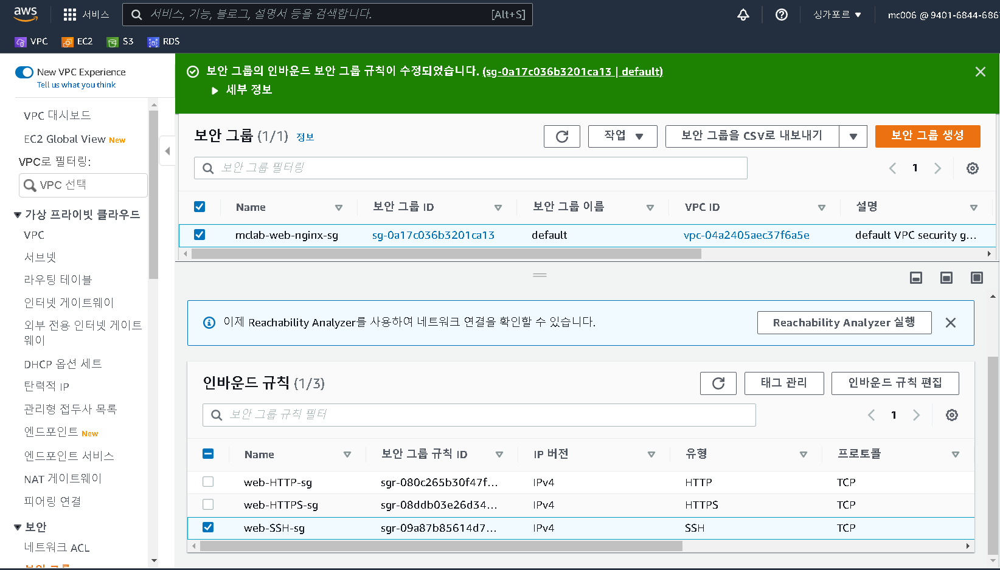 aws
서비스
서비스, 기능, 블로그, 설명서 등을 검색합니다.
[Alt+S]
싱가포르 ▼
mc006 @ 9401-6844-686
VPC
EC2
S3
RDS
New VPC Experience
Tell us what you think
VPC 대시보드
EC2 Global View New
VPC로 필터링:
VPC 선택
가상 프라이빗 클라우드
VPC
서브넷
라우팅 테이블
인터넷 게이트웨이
외부 전용 인터넷 게이트
웨이
DHCP 옵션 세트
탄력적 IP
관리형 접두사 목록
엔드포인트 New
엔드포인트 서비스
NAT 게이트웨이
피어링 연결
보안
네트워크 ACL
보안 그룹
보안 그룹의 인바운드 보안 그룹 규칙이 수정되었습니다. (sg-0a17c036b3201ca13 | default)
세부 정보
보안 그룹 (1/1) 정보
작업
보안 그룹을 CSV로 내보내기
보안 그룹 생성
보안 그룹 필터링
1
Name
보안 그룹 ID
보안 그룹 이름
VPC ID
설명
mclab-web-nginx-sg
sg-0a17c036b3201ca13
default
vpc-04a2405aec37f6a5e
default VPC security g...
이제 Reachability Analyzer를 사용하여 네트워크 연결을 확인할 수 있습니다.
Reachability Analyzer 실행
인바운드 규칙 (1/3)
태그 관리
인바운드 규칙 편집
보안 그룹 규칙 필터
1
Name
보안 그룹 규칙 ID
IP 버전
유형
프로토콜
web-HTTP-sg
sgr-080c265b30f47f...
IPv4
HTTP
TCP
web-HTTPS-sg
sgr-08ddb03e26d34...
IPv4
HTTPS
TCP
web-SSH-sg
sgr-09a87b85614d7...
IPv4
SSH
TCP